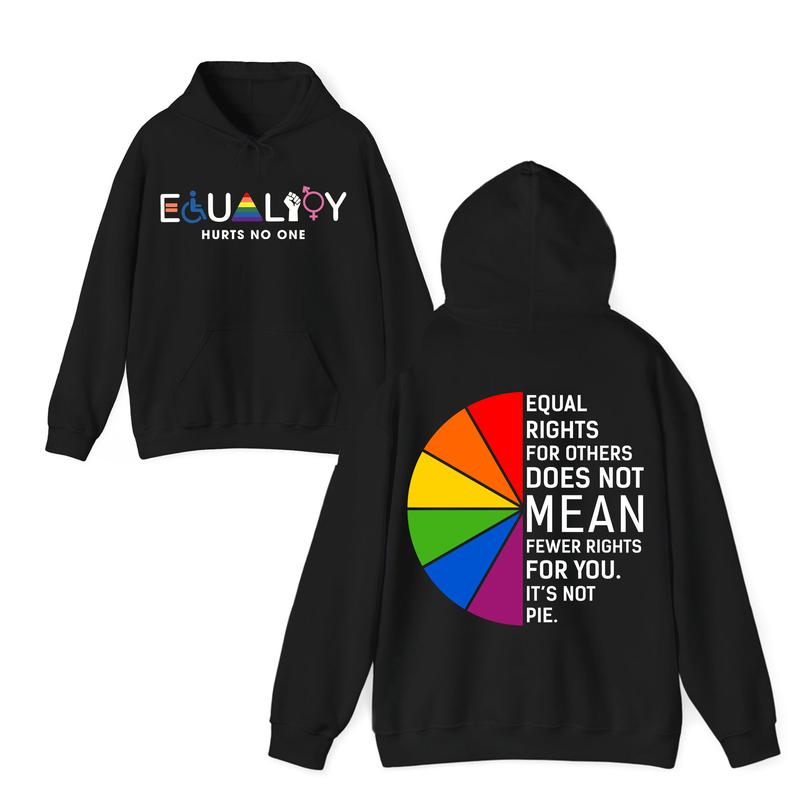 EQUALITY
HURTS NO ONE
EQUAL
RIGHTS
FOR OTHERS
DOES NOT
MEAN
FEWER RIGHTS
FOR YOU.
IT'S NOT
PIE.